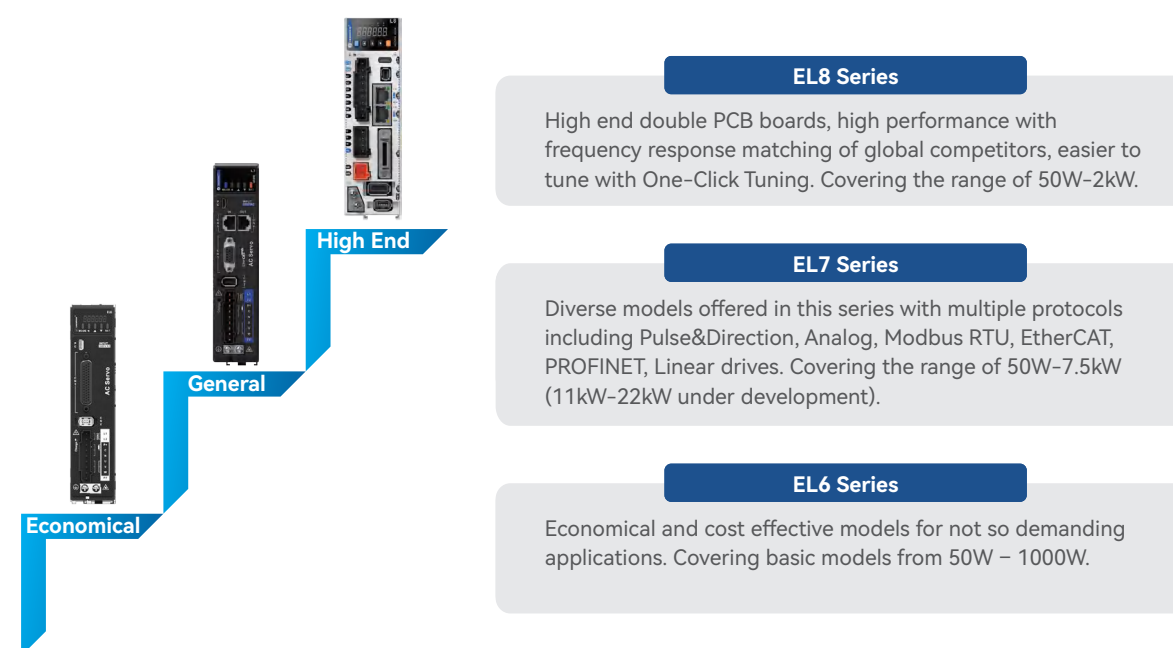 High End
General
Economical
AC Servo
AC Servo
EL8 Series
High end double PCB boards, high performance with
frequency response matching of global competitors, easier to
tune with One-Click Tuning. Covering the range of 50W-2kW.
EL7 Series
Diverse models offered in this series with multiple protocols
including Pulse&Direction, Analog, Modbus RTU, EtherCAT,
PROFINET, Linear drives. Covering the range of 50W-7.5kW
(11kW-22kW under development).
EL6 Series
Economical and cost effective models for not so demanding
applications. Covering basic models from 50W – 1000W.